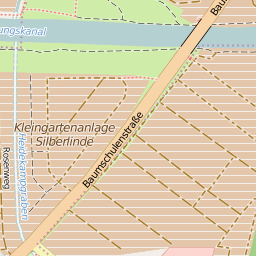 ungskanal
Bau
Kleingartenanlage
Silberlinde
Baumschulenstraße
Rosenweg
Heidekampgraben